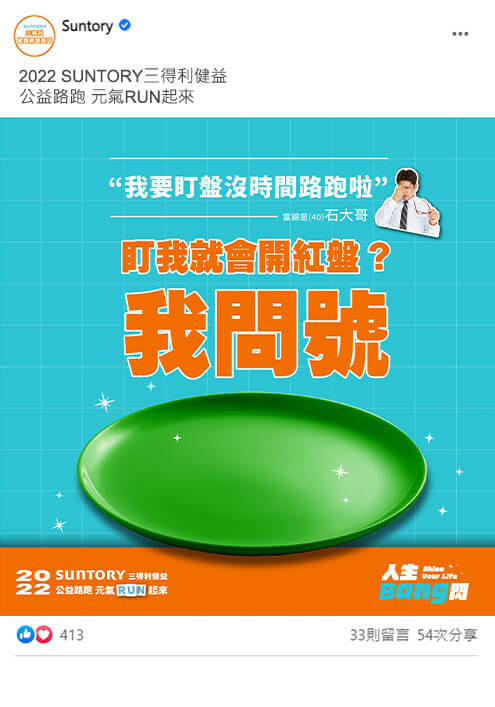 SUNTORY
三得利
Suntory
2022 SUNTORY三得利健益
公益路跑 元氣RUN起來
“我要盯盤沒時間路跑啦”
富錦里(40)石大哥
盯我就會開紅盤？
我問號
2022 SUNTORY 三得利健益
公益路跑 元氣RUN起來
人生 Shine Your Life
Bang閃
413
33則留言 54次分享